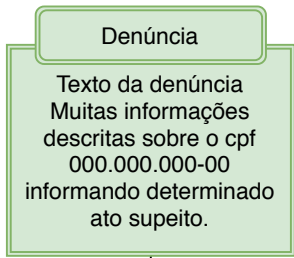 Denúncia
Texto da denúncia
Muitas informações
descritas sobre o cpf
000.000.000-00
informando determinado
ato supeito.